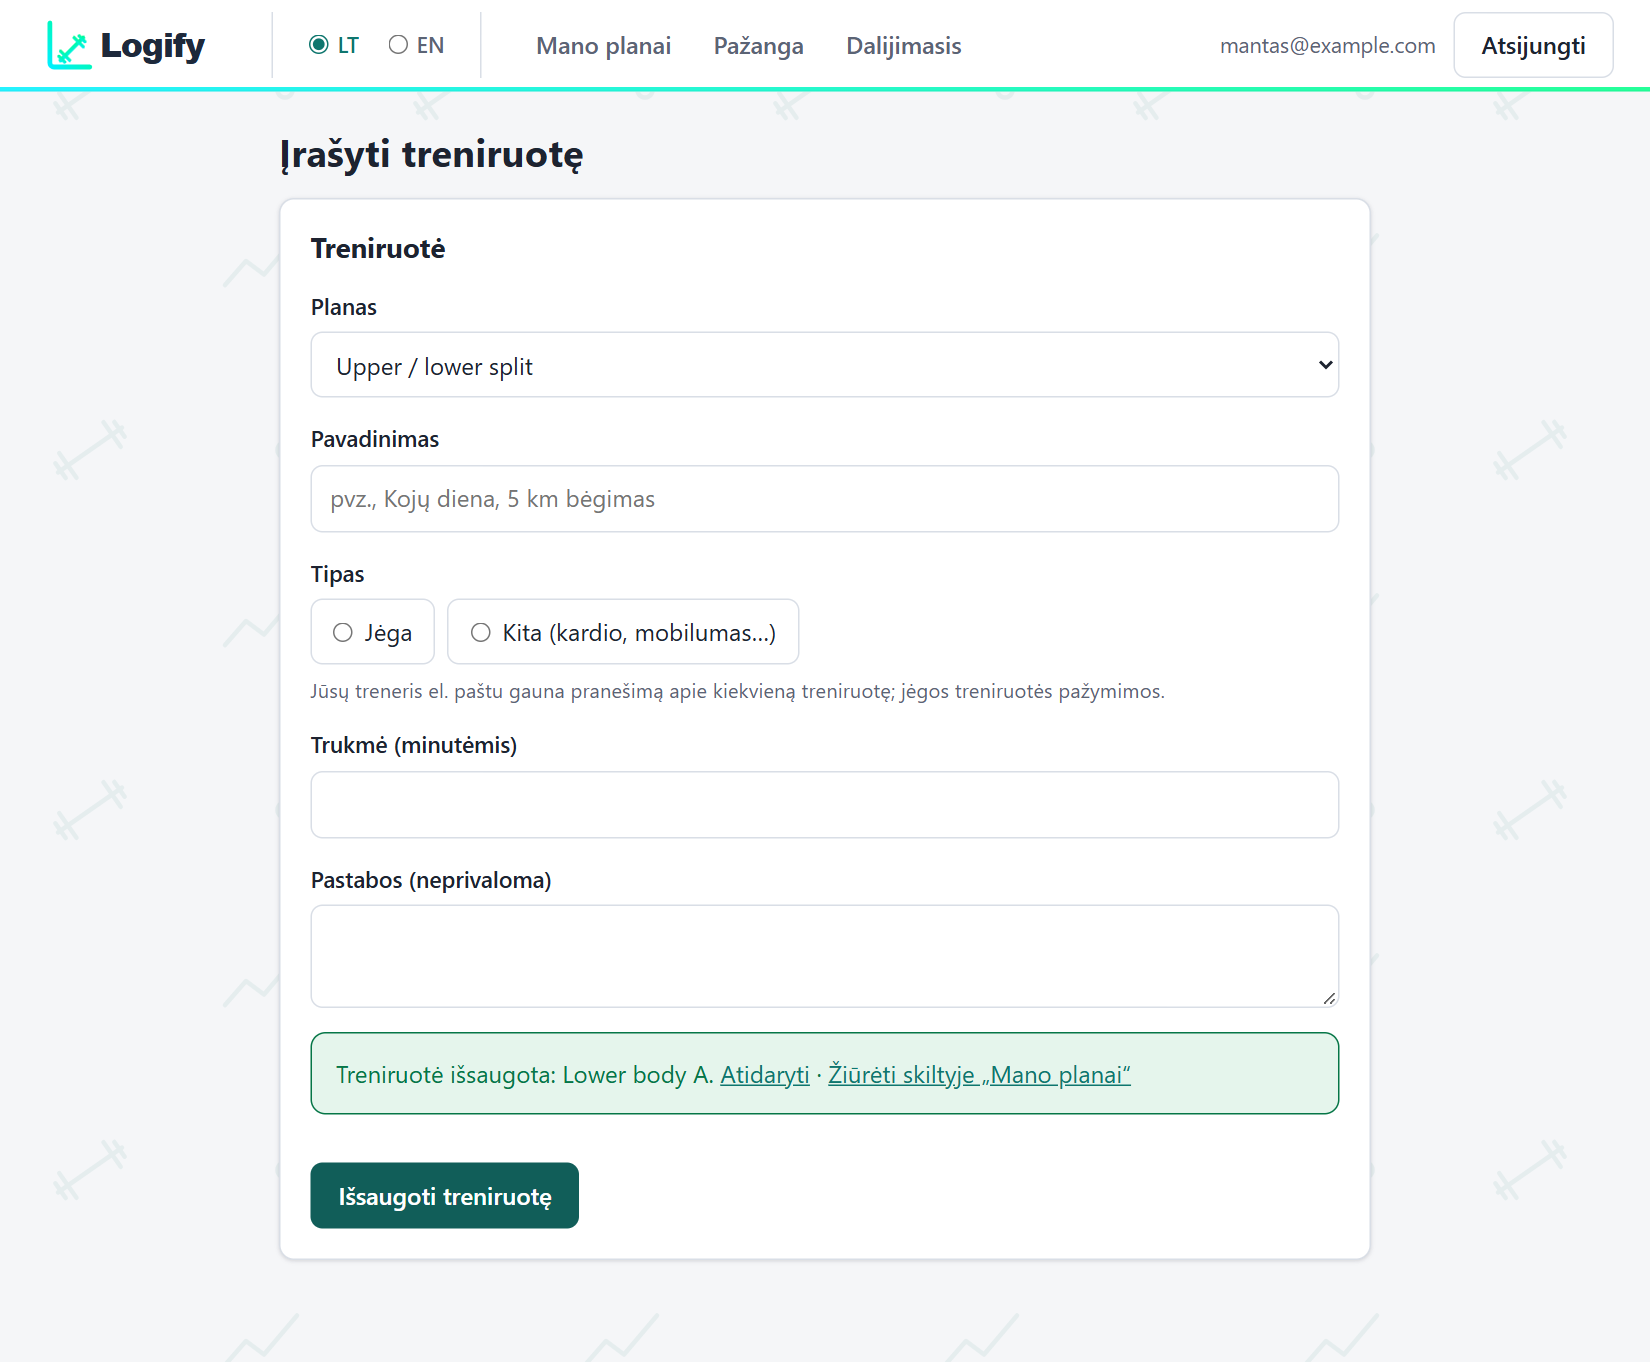 Logify
LT EN
Mano planai Pažanga Dalijimasis
mantas@example.com Atsijungti
Įrašyti treniruotę
Treniruotė
Planas
Upper / lower split
Pavadinimas
pvz., Kojų diena, 5 km bėgimas
Tipas
Jėga Kita (kardio, mobilumas...)
Jūsų treneris el. paštu gauna pranešimą apie kiekvieną treniruotę; jėgos treniruotės pažymimos.
Trukmė (minutėmis)
Pastabos (neprivaloma)
Treniruotė išsaugota: Lower body A. Atidaryti · Žiūrėti skiltyje „Mano planai“
Išsaugoti treniruotę